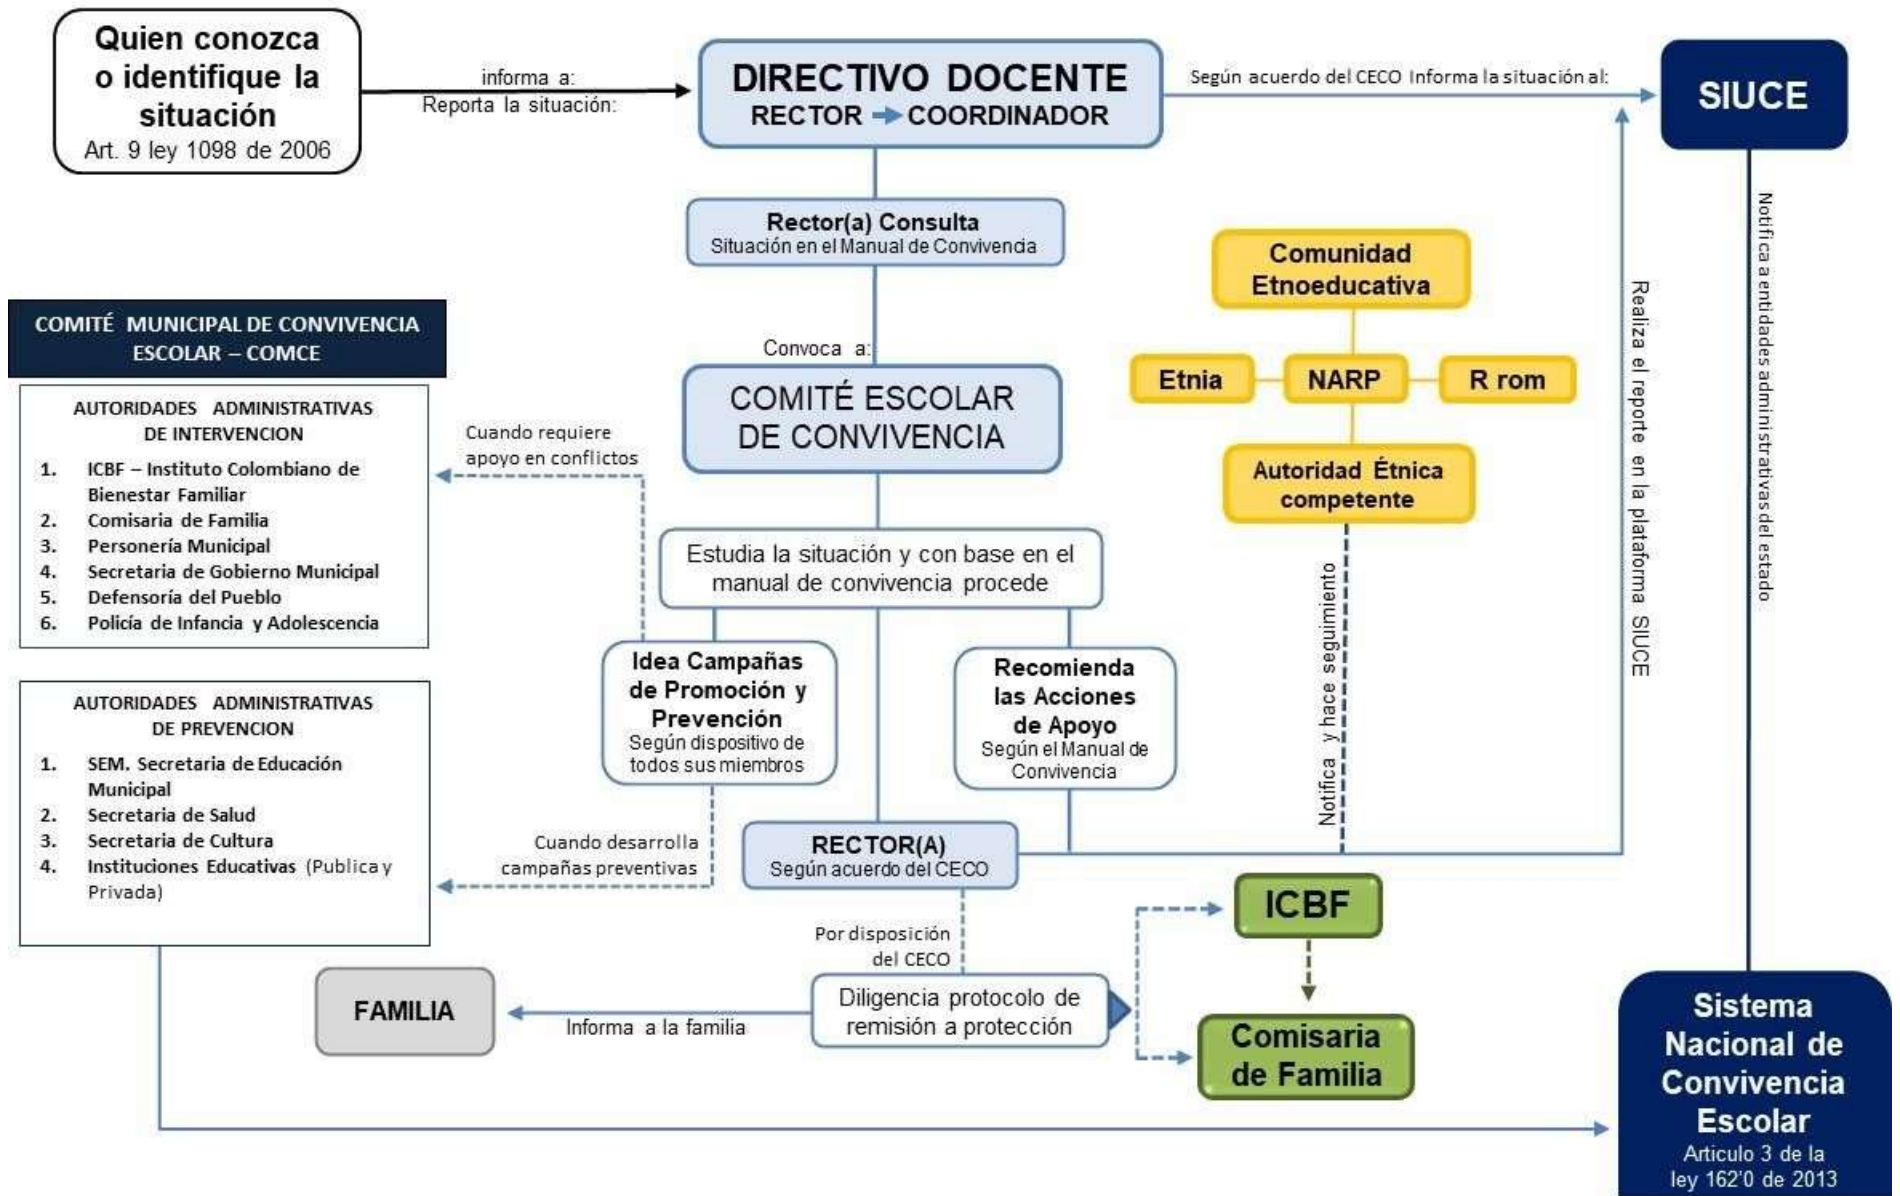 Quien conozca
o identifique la
situación
Art. 9 ley 1098 de 2006
informa a:
Reporta la situación:
DIRECTIVO DOCENTE
RECTOR COORDINADOR
Según acuerdo del CECO Informa la situación al:
SIUCE
Rector(a) Consulta
Situación en el Manual de Convivencia
Convoca a:
COMITÉ ESCOLAR
DE CONVIVENCIA
Comunidad
Etnoeducativa
Etnia
NARP
R rom
Autoridad Étnica
competente
Notifica y hace seguimiento
Realiza el reporte en la plataforma SIUCE
Notifica a entidades administrativas del estado
COMITÉ MUNICIPAL DE CONVIVENCIA
ESCOLAR – COMCE
AUTORIDADES ADMINISTRATIVAS
DE INTERVENCION
1. ICBF – Instituto Colombiano de
Bienestar Familiar
2. Comisaria de Familia
3. Personería Municipal
4. Secretaria de Gobierno Municipal
5. Defensoría del Pueblo
6. Policía de Infancia y Adolescencia
AUTORIDADES ADMINISTRATIVAS
DE PREVENCION
1. SEM. Secretaria de Educación
Municipal
2. Secretaria de Salud
3. Secretaria de Cultura
4. Instituciones Educativas (Publica y
Privada)
Cuando requiere
apoyo en conflictos
Estudia la situación y con base en el
manual de convivencia procede
Idea Campañas
de Promoción y
Prevención
Según dispositivo de
todos sus miembros
Recomienda
las Acciones
de Apoyo
Según el Manual de
Convivencia
Cuando desarrolla
campañas preventivas
RECTOR(A)
Según acuerdo del CECO
Por disposición
del CECO
Diligencia protocolo de
remisión a protección
Informa a la familia
FAMILIA
ICBF
Comisaria
de Familia
Sistema
Nacional de
Convivencia
Escolar
Articulo 3 de la
ley 162'0 de 2013